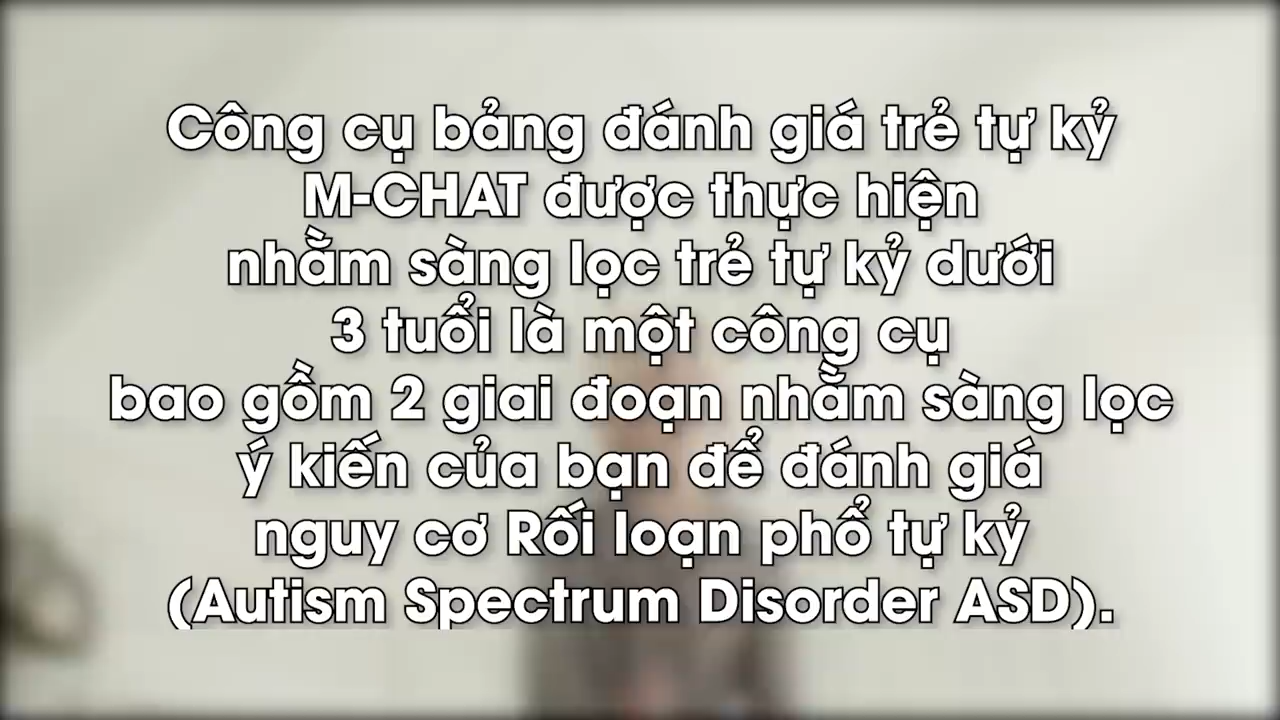 Công cụ bảng đánh giá trẻ tự kỷ
M-CHAT được thực hiện
nhằm sàng lọc trẻ tự kỷ dưới
3 tuổi là một công cụ
bao gồm 2 giai đoạn nhằm sàng lọc
ý kiến của bạn để đánh giá
nguy cơ Rối loạn phổ tự kỷ
(Autism Spectrum Disorder ASD).